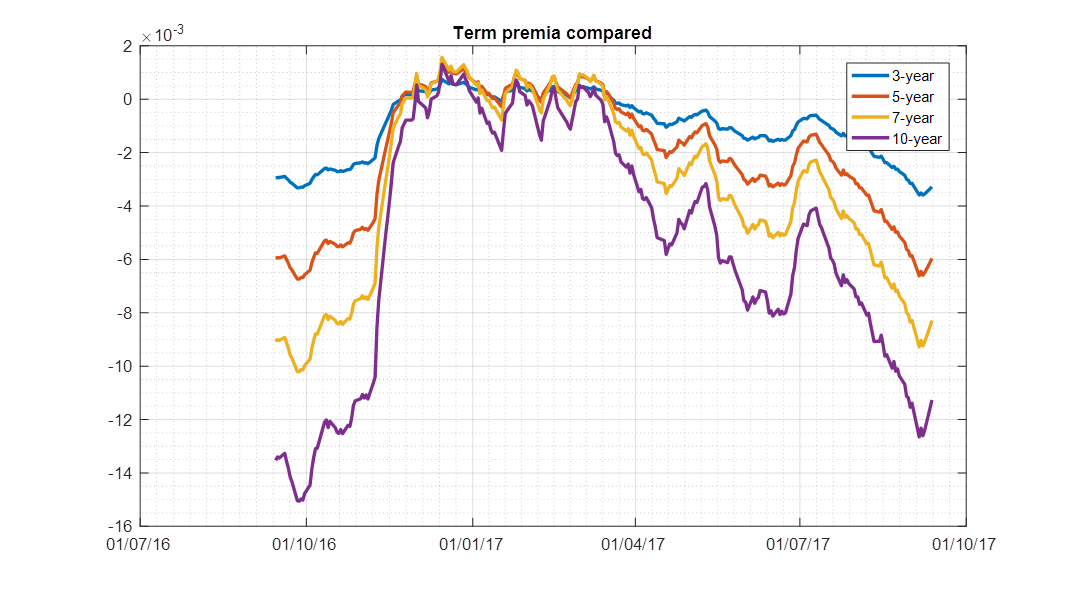 Term premia compared
×10-3
2
0
-2
-4
-6
-8
-10
-12
-14
-16
01/07/16 01/10/16 01/01/17 01/04/17 01/07/17 01/10/17
3-year
5-year
7-year
10-year